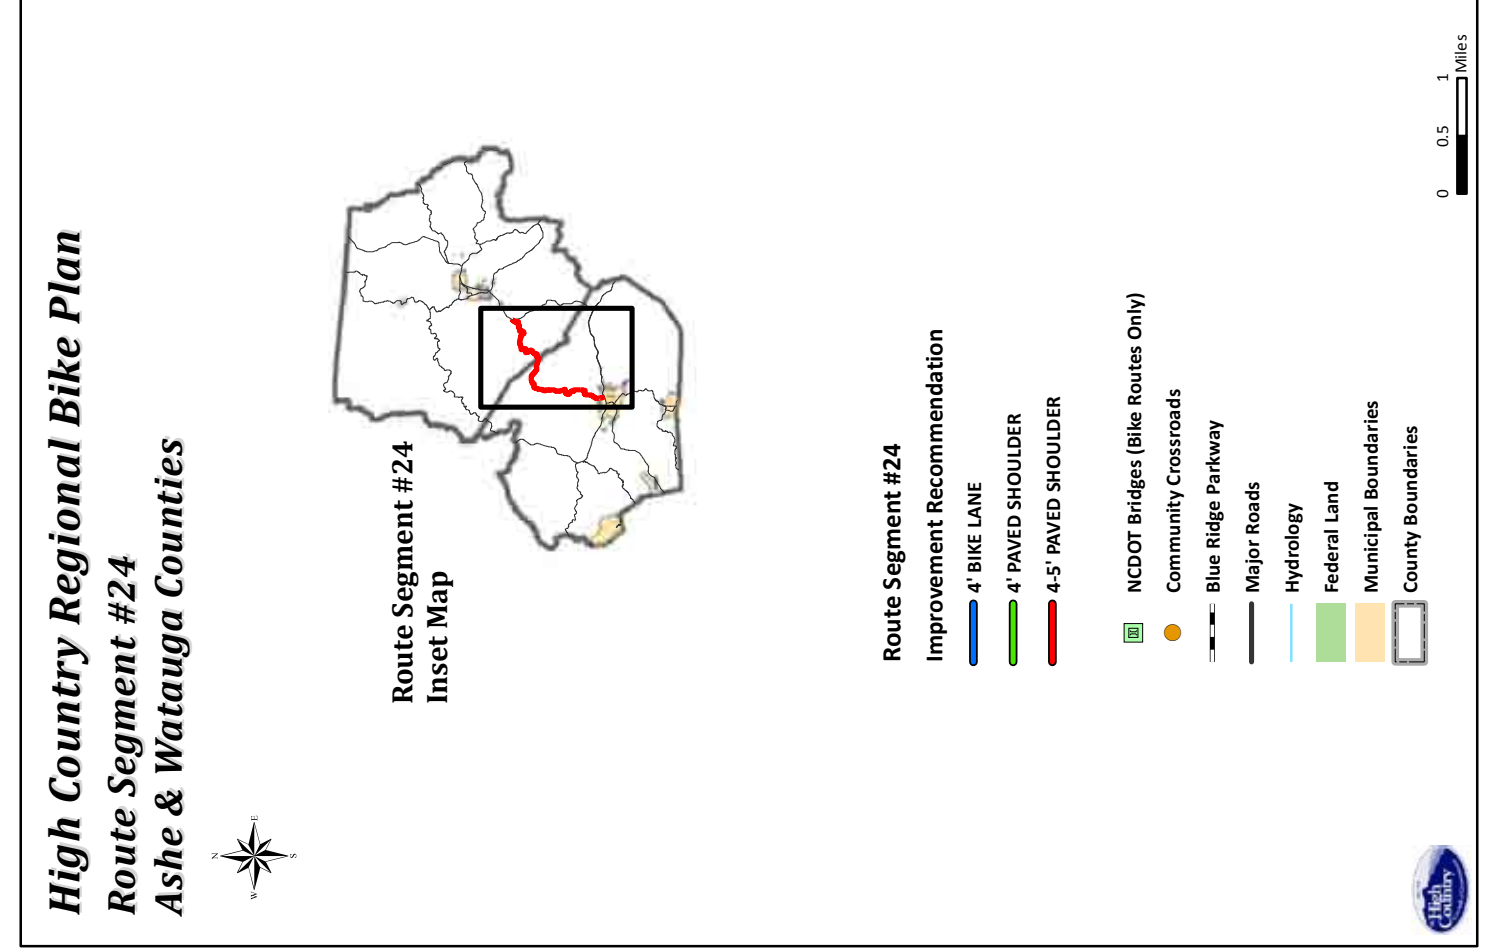 High Country Regional Bike Plan
Route Segment #24
Ashe & Watauga Counties
N
W
E
S
Route Segment #24
Inset Map
Route Segment #24
Improvement Recommendation
4' BIKE LANE
4' PAVED SHOULDER
4-5' PAVED SHOULDER
NCDOT Bridges (Bike Routes Only)
Community Crossroads
Blue Ridge Parkway
Major Roads
Hydrology
Federal Land
Municipal Boundaries
County Boundaries
0 0.5 1
Miles
High
Country